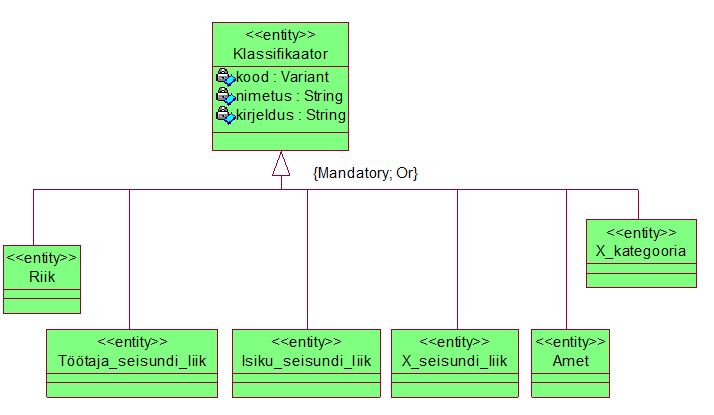 <<entity>>
Klassifikaator
kood : Variant
nimetus : String
kirjeldus : String
{Mandatory; Or}
<<entity>>
Riik
<<entity>>
X_kategooria
<<entity>>
Töötaja_seisundi_liik
<<entity>>
Isiku_seisundi_liik
<<entity>>
X_seisundi_liik
<<entity>>
Amet